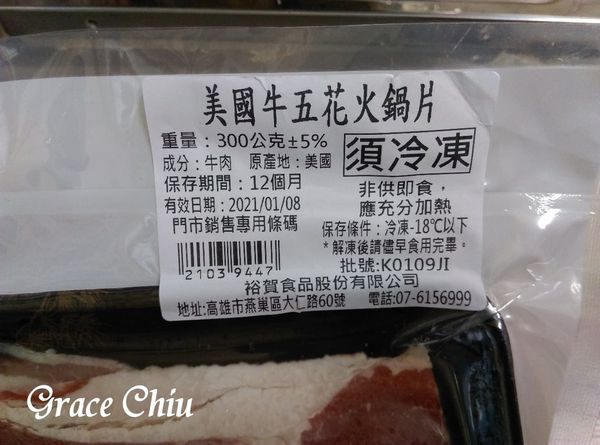 美國牛五花火鍋片
重量：300公克±5%
成分：牛肉 原產地：美國
保存期間：12個月
有效日期：2021/01/08
門市銷售專用條碼
2103 9447
須冷凍
非供即食，
應充分加熱
保存條件：冷凍-18℃以下
*解凍後請儘早食用完畢。
批號:K0109JI
裕賀食品股份有限公司
地址:高雄市燕巢區大仁路60號 電話:07-6156999
Grace Chiu